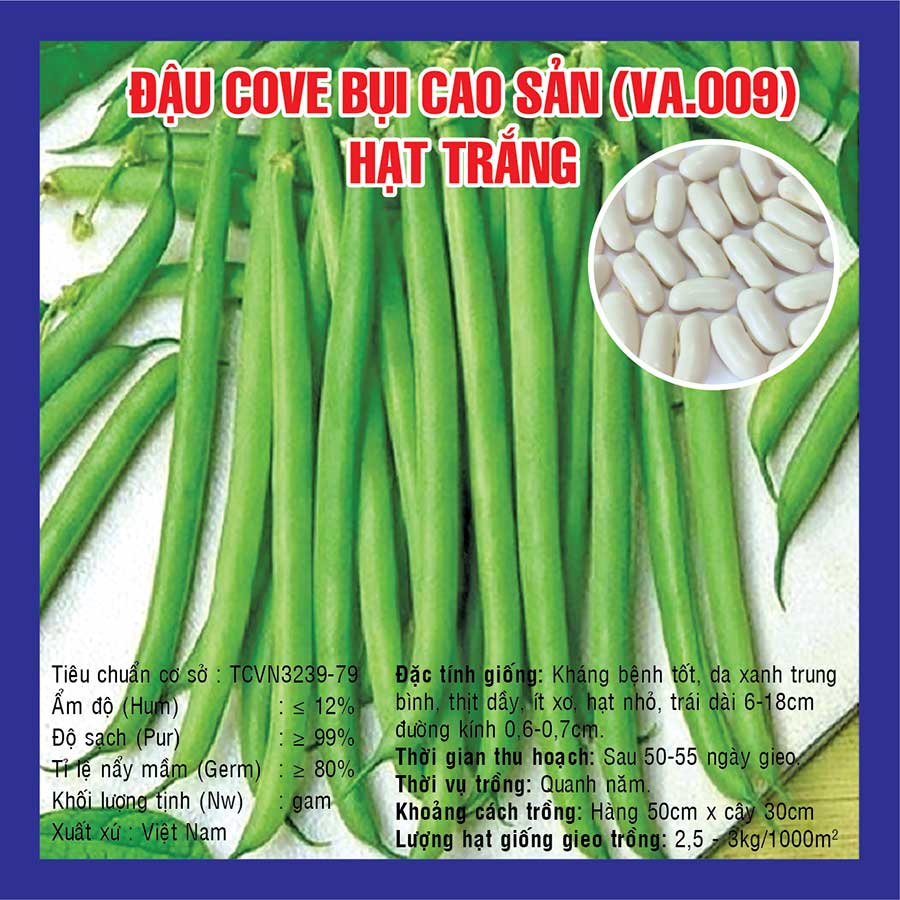 ĐẬU COVE BỤI CAO SẢN (VA.009)
HẠT TRẮNG
Tiêu chuẩn cơ sở : TCVN3239-79
Ẩm độ (Hum) : ≤ 12%
Độ sạch (Pur) : ≥ 99%
Tỉ lệ nẩy mầm (Germ) : ≥ 80%
Khối lượng tịnh (Nw) : gam
Xuất xứ : Việt Nam
Đặc tính giống: Kháng bệnh tốt, da xanh trung
bình, thịt dầy, ít xơ, hạt nhỏ, trái dài 6-18cm
đường kính 0,6-0,7cm.
Thời gian thu hoạch: Sau 50-55 ngày gieo.
Thời vụ trồng: Quanh năm.
Khoảng cách trồng: Hàng 50cm x cây 30cm
Lượng hạt giống gieo trồng: 2,5 - 3kg/1000m²